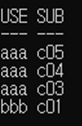 USE SUB
--- ---
aaa c05
aaa c04
aaa c03
bbb c01